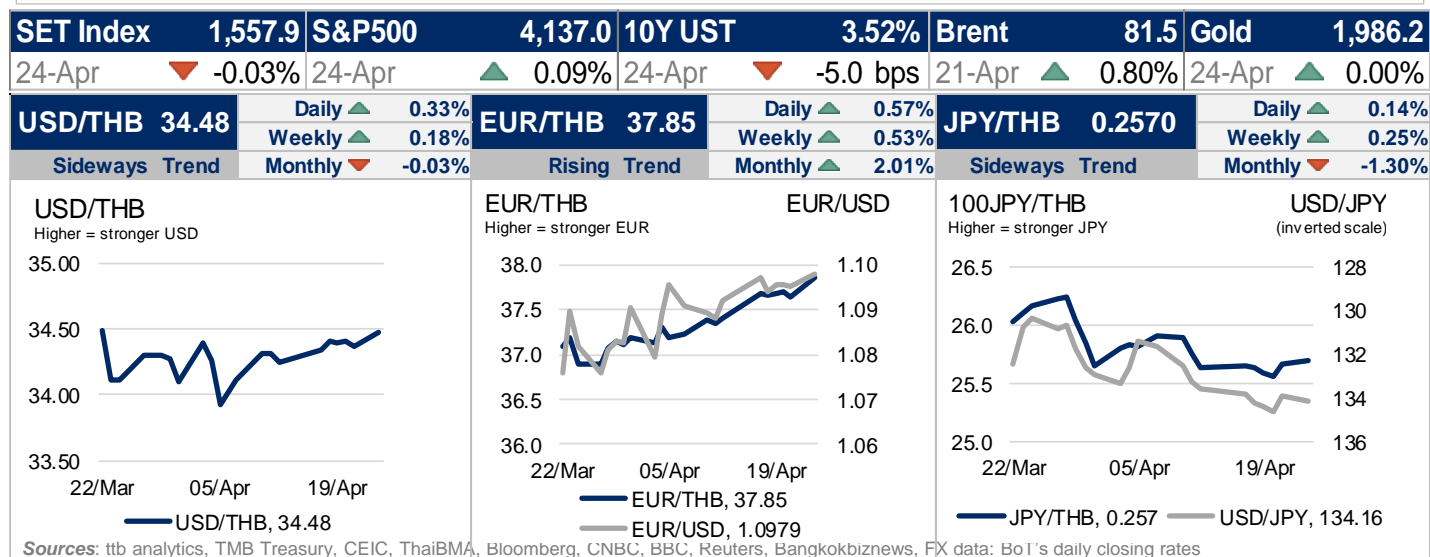 SET Index 1,557.9 S&P500 4,137.0 10Y UST 3.52% Brent 81.5 Gold 1,986.2
24-Apr -0.03% 24-Apr 0.09% 24-Apr -5.0 bps 21-Apr 0.80% 24-Apr 0.00%
USD/THB 34.48
Sideways Trend
Daily 0.33%
Weekly 0.18%
Monthly -0.03%
EUR/THB 37.85
Rising Trend
Daily 0.57%
Weekly 0.53%
Monthly 2.01%
JPY/THB 0.2570
Sideways Trend
Daily 0.14%
Weekly 0.25%
Monthly -1.30%
USD/THB
Higher = stronger USD
35.00
34.50
34.00
33.50
22/Mar 05/Apr 19/Apr
USD/THB, 34.48
EUR/THB EUR/USD
Higher = stronger EUR
38.0 1.10
37.5 1.09
37.0 1.08
36.5 1.07
36.0 1.06
22/Mar 05/Apr 19/Apr
EUR/THB, 37.85
EUR/USD, 1.0979
100JPY/THB USD/JPY
Higher = stronger JPY (inverted scale)
26.5 128
130
26.0
132
25.5
134
25.0 136
22/Mar 05/Apr 19/Apr
JPY/THB, 0.257 USD/JPY, 134.16
Sources: ttb analytics, TMB Treasury, CEIC, ThaiBMA, Bloomberg, CNBC, BBC, Reuters, Bangkokbiznews, FX data: BoT's daily closing rates